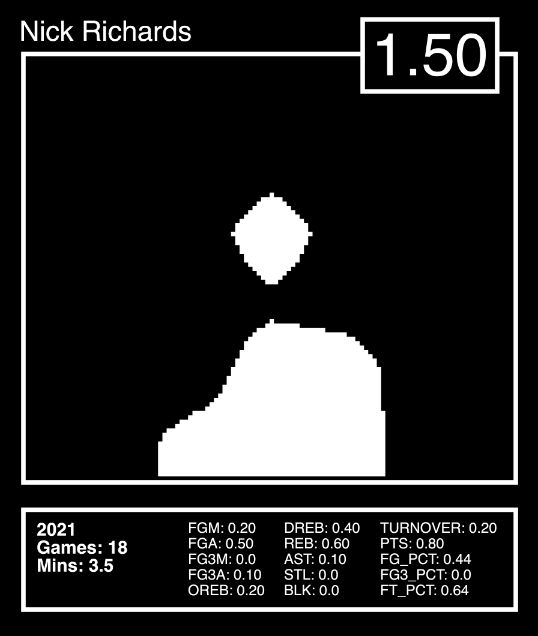 Nick Richards
1.50
2021
Games: 18
Mins: 3.5
FGM: 0.20
FGA: 0.50
FG3M: 0.0
FG3A: 0.10
OREB: 0.20
DREB: 0.40
REB: 0.60
AST: 0.10
STL: 0.0
BLK: 0.0
TURNOVER: 0.20
PTS: 0.80
FG_PCT: 0.44
FG3_PCT: 0.0
FT_PCT: 0.64